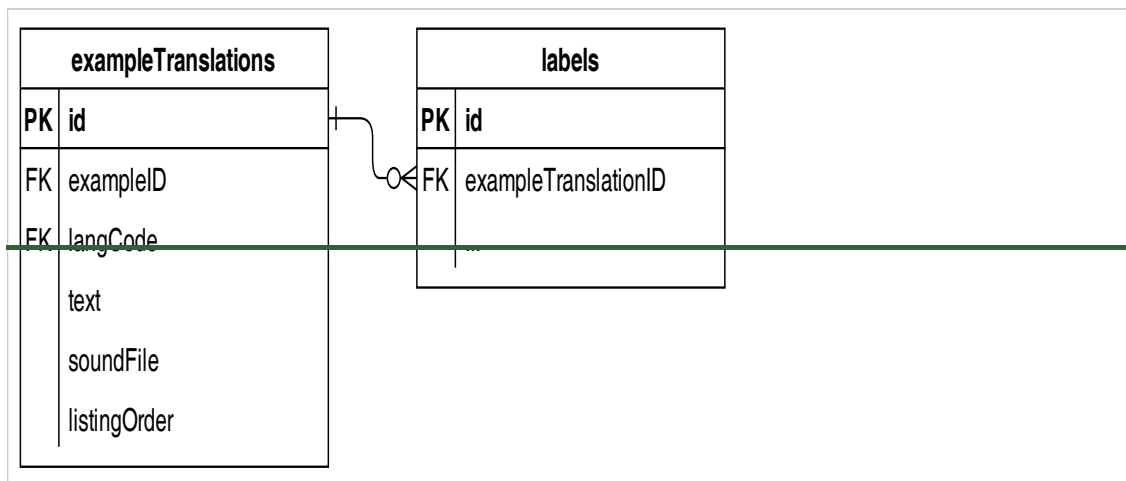 exampleTranslations
PK id
FK exampleID
FK langCode
text
soundFile
listingOrder
labels
PK id
FK exampleTranslationID
...